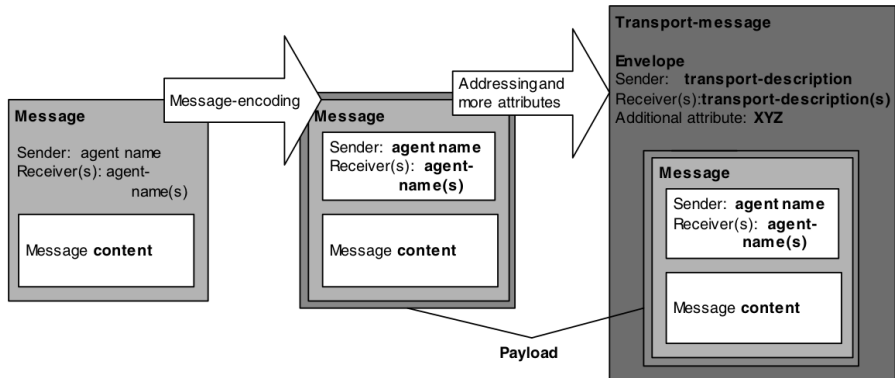 Message
Sender: agent name
Receiver(s): agent-
name(s)
Message content
Message-encoding
Message
Sender: agent name
Receiver(s): agent-
name(s)
Message content
Addressing and
more attributes
Transport-message
Envelope
Sender: transport-description
Receiver(s):transport-description(s)
Additional attribute: XYZ
Message
Sender: agent name
Receiver(s): agent-
name(s)
Message content
Payload